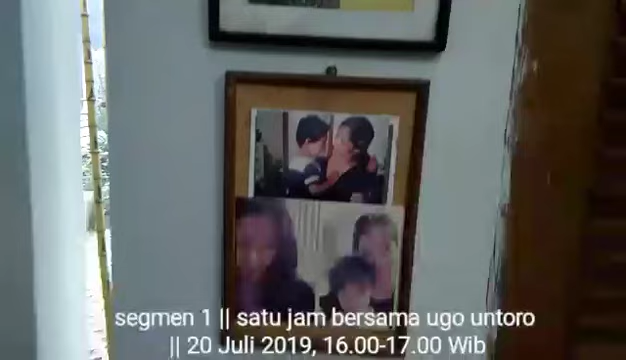 segmen 1 || satu jam bersama ugo untoro
|| 20 Juli 2019, 16.00-17.00 Wib